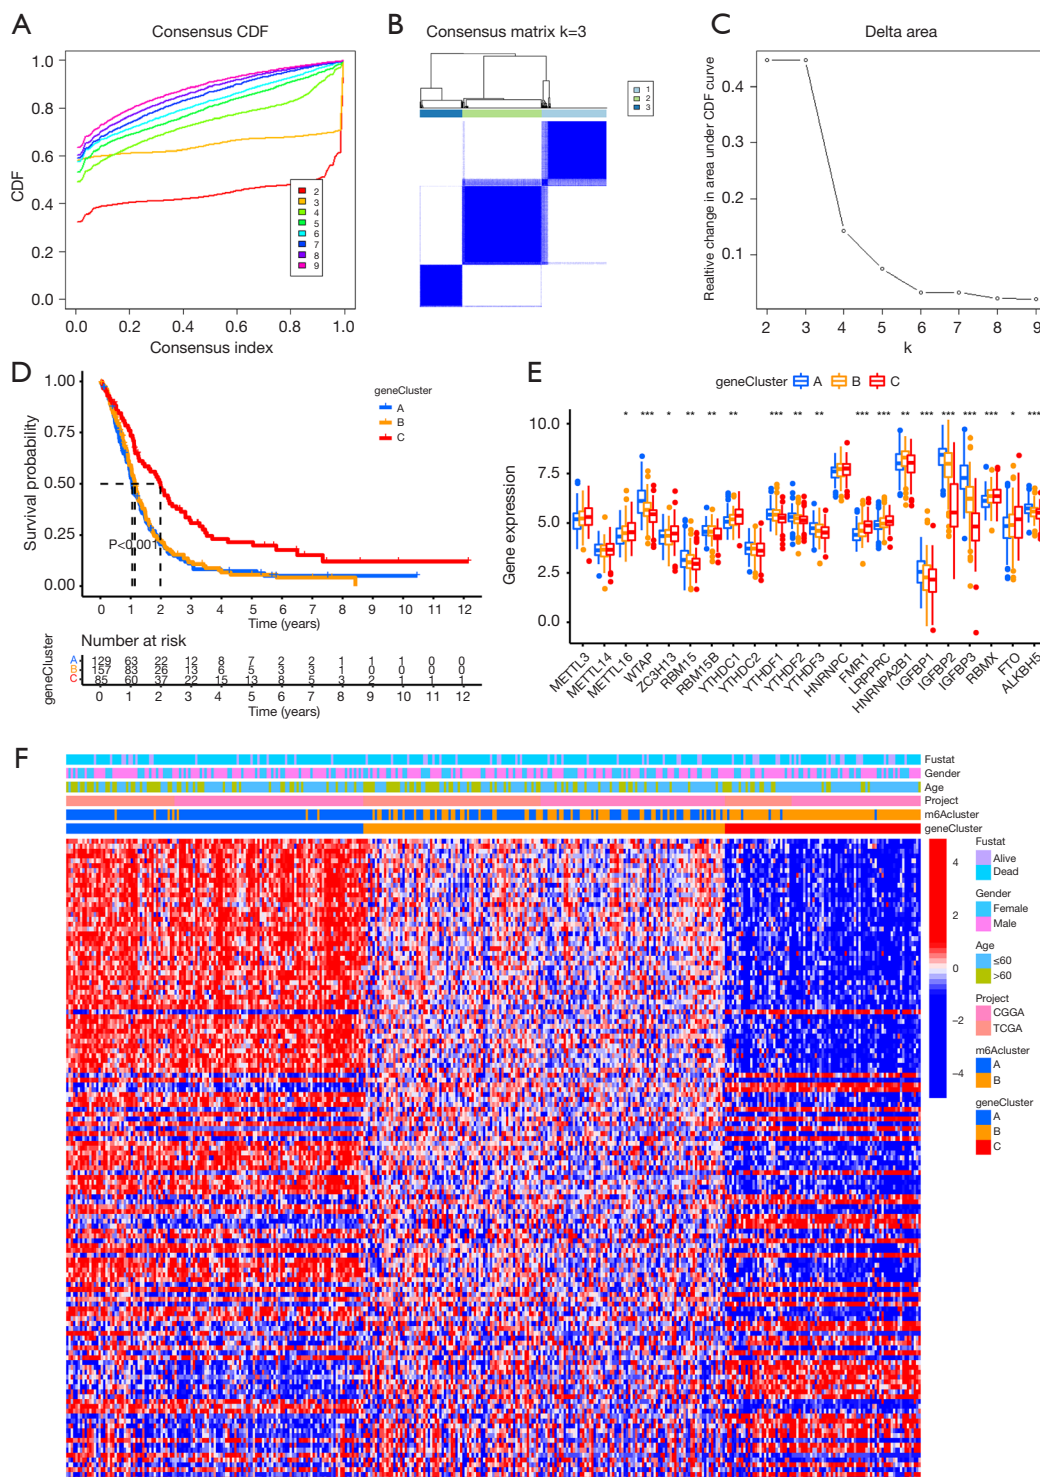 A
Consensus CDF
1.0
0.8
0.6
0.4
0.2
0.0
CDF
2
3
4
5
6
7
8
9
0.0 0.2 0.4 0.6 0.8 1.0
Consensus index
B
Consensus matrix k=3
1
2
3
C
Delta area
0.4
0.3
0.2
0.1
Realtive change in area under CDF curve
2 3 4 5 6 7 8 9
k
D
geneCluster
A
B
C
1.00
0.75
0.50
0.25
0.00
Survival probability
P<0.001
0 1 2 3 4 5 6 7 8 9 10 11 12
Time (years)
Number at risk
geneCluster
A 129 63 22 12 8 7 2 2 1 1 1 0 0
B 157 83 26 13 6 5 3 3 1 0 0 0 0
C 85 60 37 22 15 13 8 5 3 2 1 1 1
0 1 2 3 4 5 6 7 8 9 10 11 12
Time (years)
E
geneCluster A B C
* *** * ** ** ** *** ** ** *** *** ** *** *** *** *** * ***
10.0
7.5
5.0
2.5
0.0
Gene expression
METTL3
METTL14
METTL16
WTAP
ZC3H13
RBM15
RBM15B
YTHDC1
YTHDC2
YTHDF1
YTHDF2
YTHDF3
HNRNPC
FMR1
LRPPRC
HNRNPA2B1
IGFBP1
IGFBP2
IGFBP3
RBMX
FTO
ALKBH5
F
Fustat
Gender
Age
Project
m6Acluster
geneCluster
4
2
0
−2
−4
Fustat
Alive
Dead
Gender
Female
Male
Age
≤60
>60
Project
CGGA
TCGA
m6Acluster
A
B
geneCluster
A
B
C